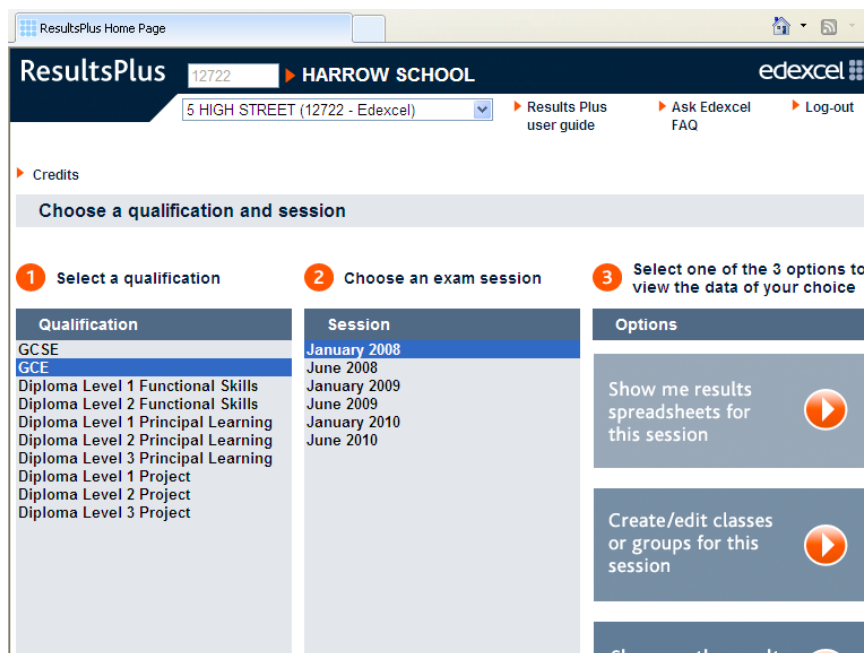 ResultsPlus Home Page
ResultsPlus 12722 HARROW SCHOOL edexcel
5 HIGH STREET (12722 - Edexcel)
Results Plus
user guide
Ask Edexcel
FAQ
Log-out
Credits
Choose a qualification and session
1 Select a qualification
2 Choose an exam session
3 Select one of the 3 options to
view the data of your choice
Qualification
GCSE
GCE
Diploma Level 1 Functional Skills
Diploma Level 2 Functional Skills
Diploma Level 1 Principal Learning
Diploma Level 2 Principal Learning
Diploma Level 3 Principal Learning
Diploma Level 1 Project
Diploma Level 2 Project
Diploma Level 3 Project
Session
January 2008
June 2008
January 2009
June 2009
January 2010
June 2010
Options
Show me results
spreadsheets for
this session
Create/edit classes
or groups for this
session